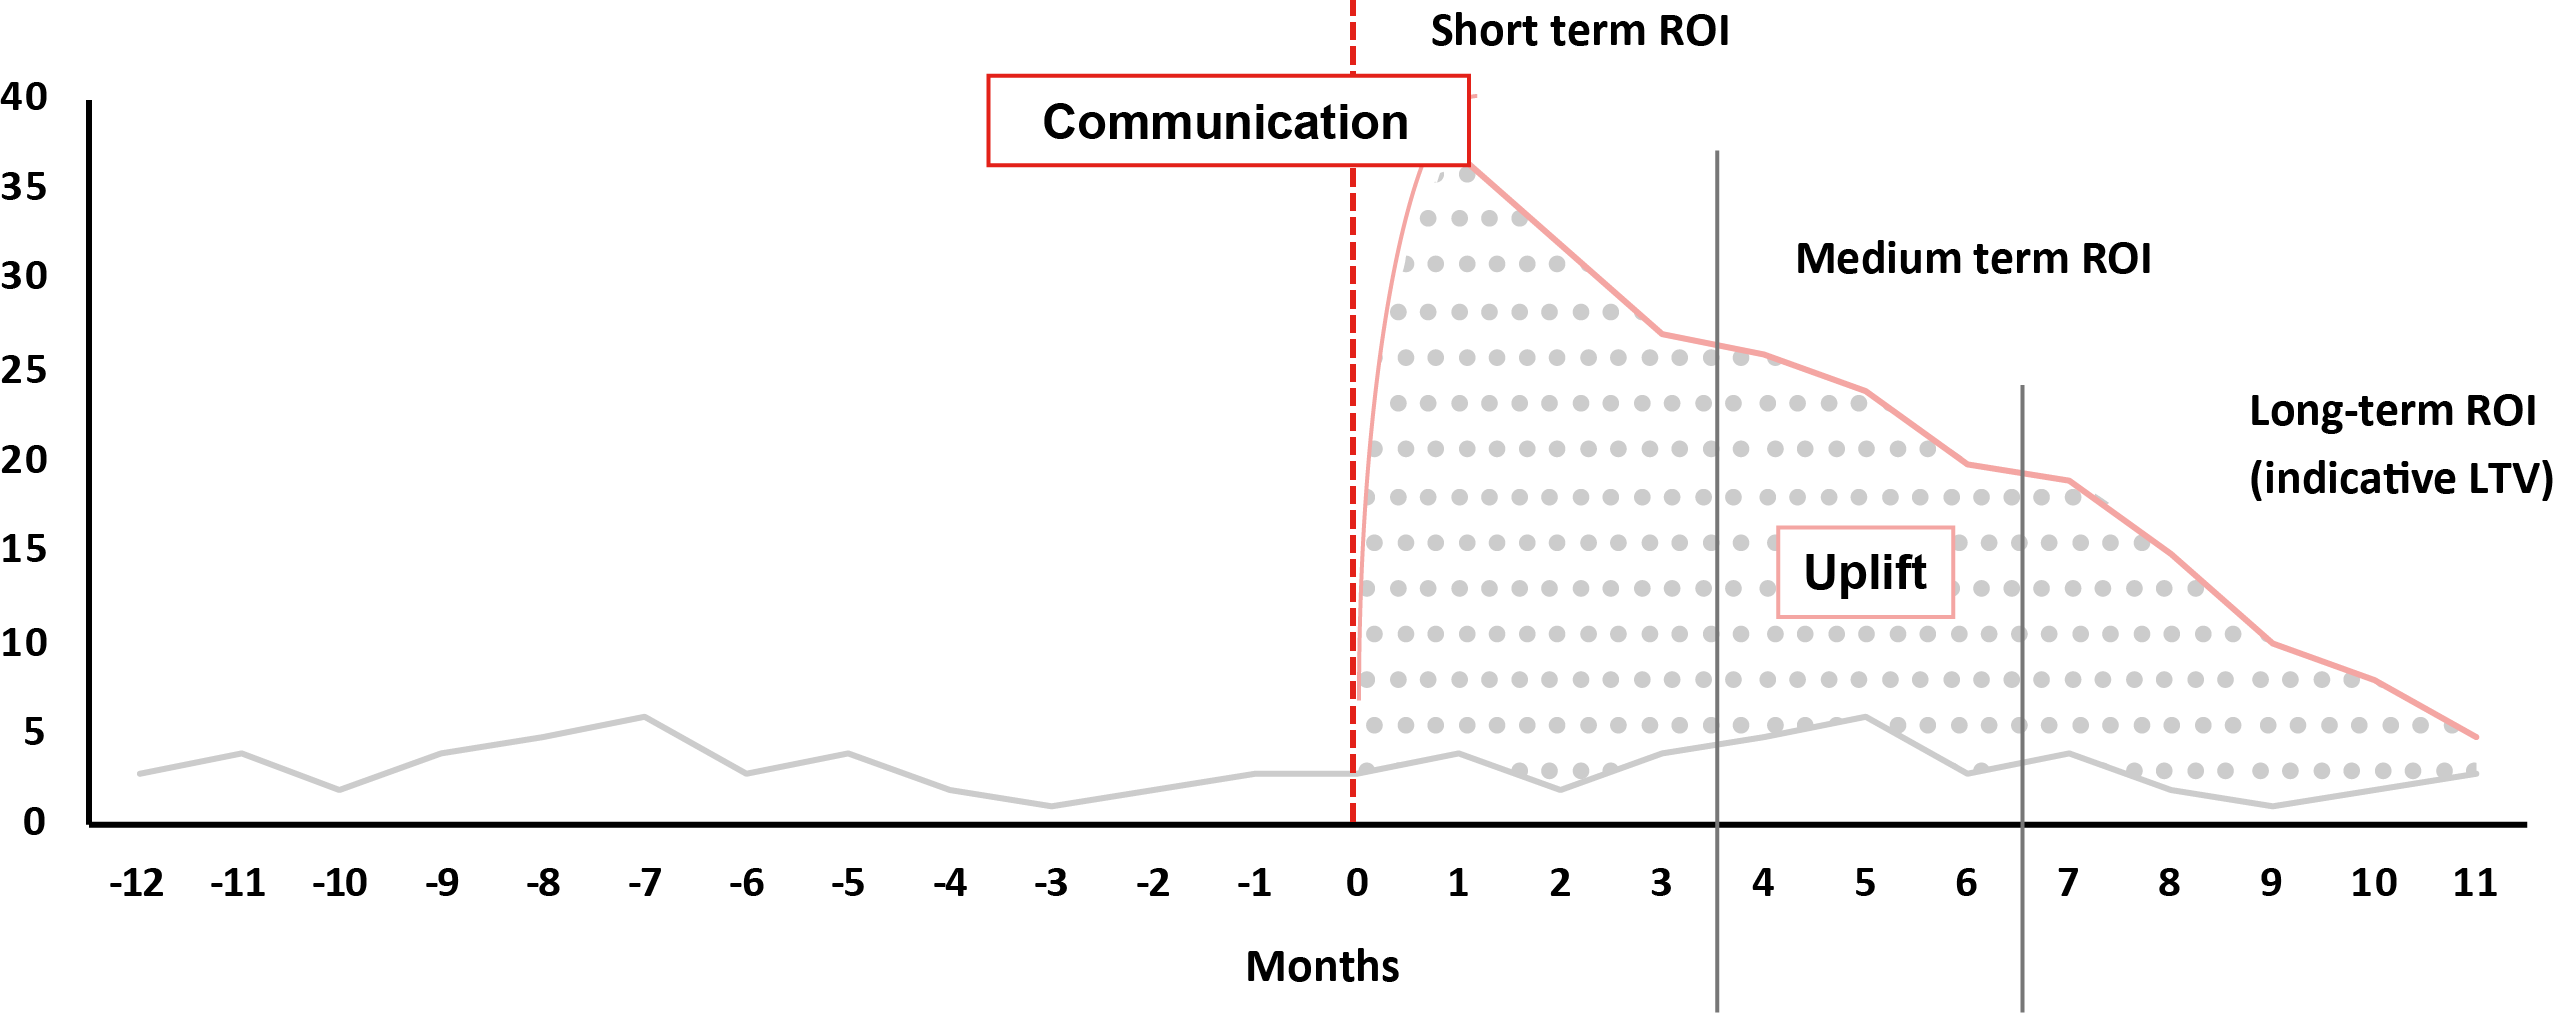 Short term ROI
40
Communication
35
Medium term ROI
30
25
Long-term ROI
(indicative LTV)
20
15
Uplift
10
5
0
-12 -11 -10 -9 -8 -7 -6 -5 -4 -3 -2 -1 0 1 2 3 4 5 6 7 8 9 10 11
Months